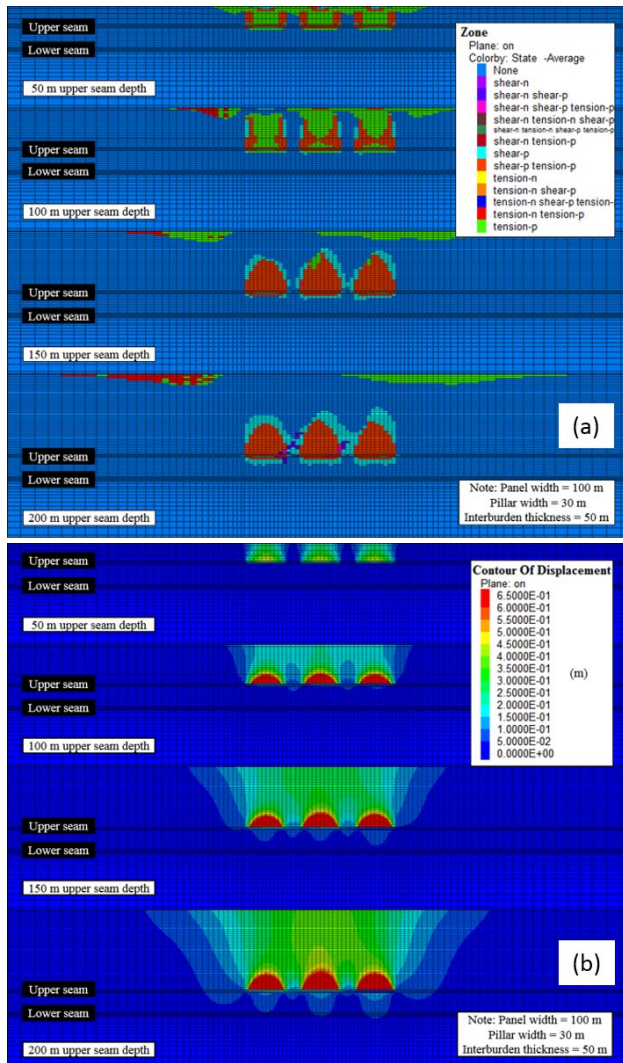 Upper seam
Lower seam
50 m upper seam depth
Zone
Plane: on
Colorby: State -Average
None
shear-n
shear-n shear-p
shear-n shear-p tension-p
shear-n tension-n shear-p
shear-n tension-n shear-p tension-p
shear-n tension-p
shear-p
shear-p tension-p
tension-n
tension-n shear-p
tension-n shear-p tension-
tension-n tension-p
tension-p
Upper seam
Lower seam
100 m upper seam depth
Upper seam
Lower seam
150 m upper seam depth
(a)
Upper seam
Lower seam
200 m upper seam depth
Note: Panel width = 100 m
Pillar width = 30 m
Interburden thickness = 50 m
Upper seam
Lower seam
50 m upper seam depth
Contour Of Displacement
Plane: on
6.5000E-01
6.0000E-01
5.5000E-01
5.0000E-01
4.5000E-01
4.0000E-01
3.5000E-01
3.0000E-01
2.5000E-01
2.0000E-01
1.5000E-01
1.0000E-01
5.0000E-02
0.0000E+00
(m)
Upper seam
Lower seam
100 m upper seam depth
Upper seam
Lower seam
150 m upper seam depth
(b)
Upper seam
Lower seam
200 m upper seam depth
Note: Panel width = 100 m
Pillar width = 30 m
Interburden thickness = 50 m